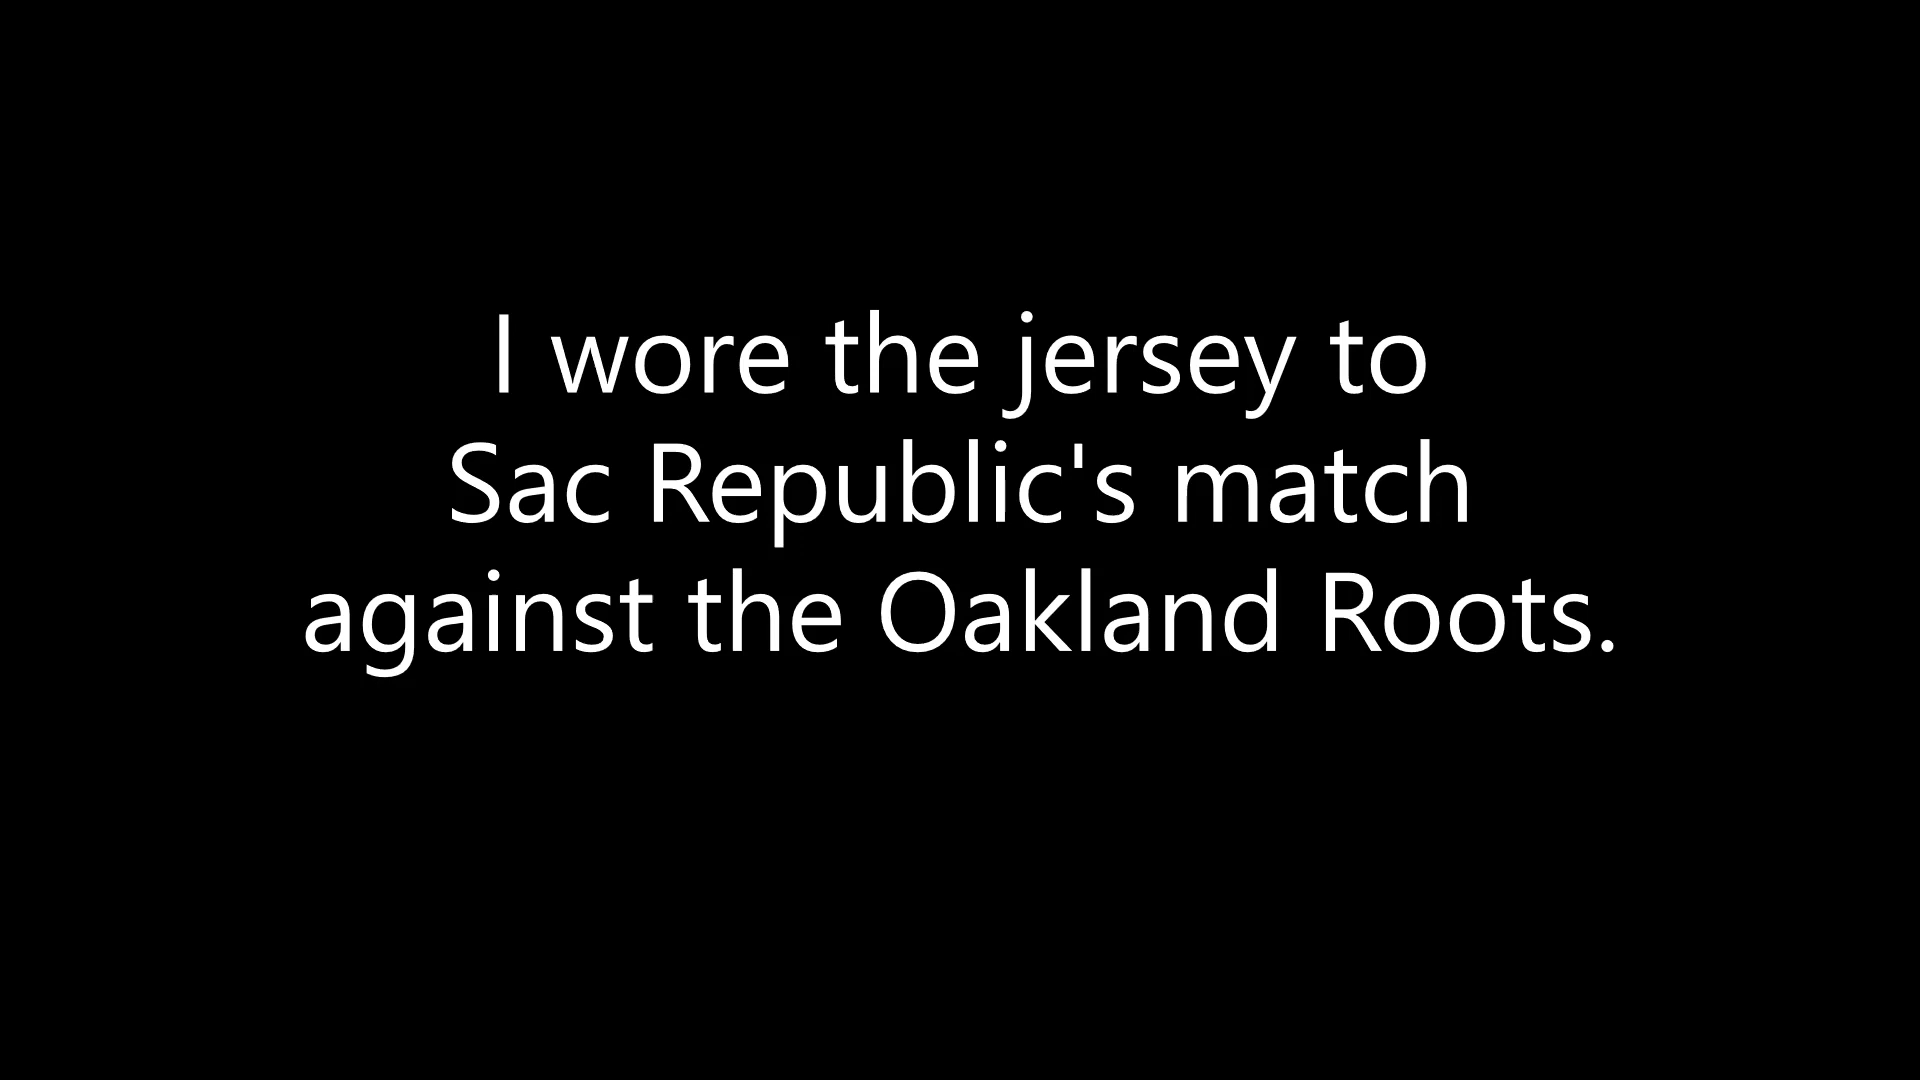 I wore the jersey to
Sac Republic's match
against the Oakland Roots.